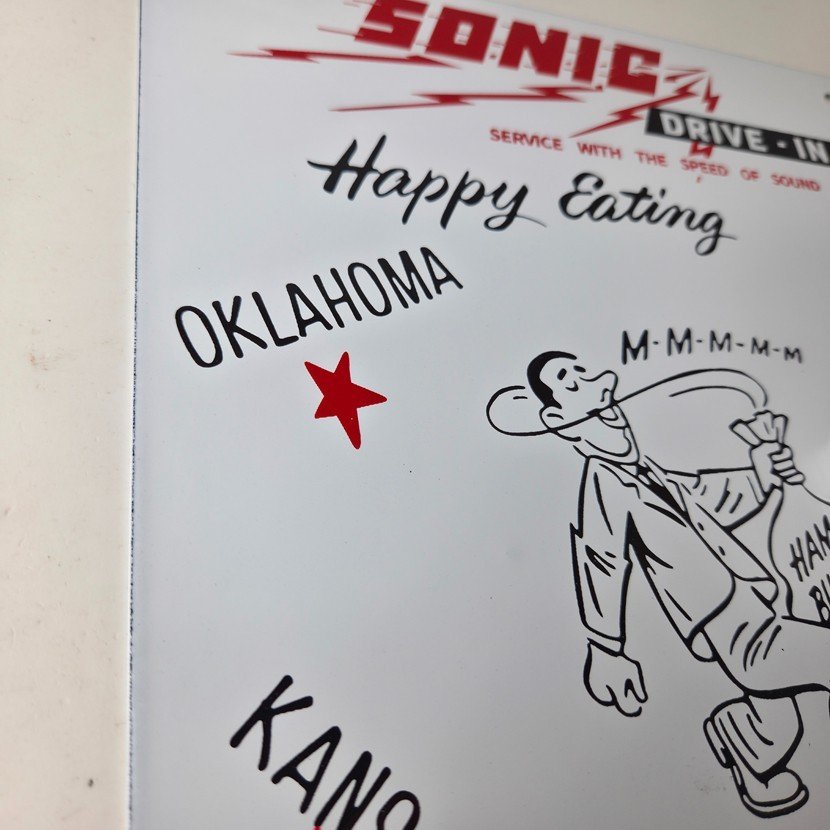 SONIC
DRIVE-IN
SERVICE WITH THE SPEED OF SOUND
Happy Eating
OKLAHOMA
M-M-M-M-M